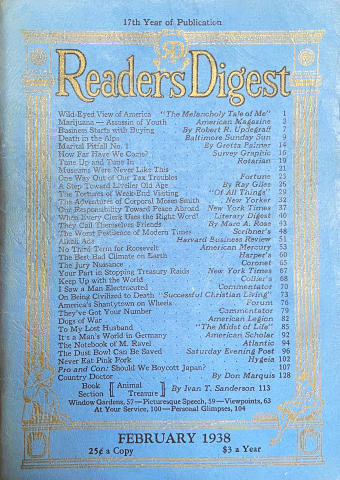 17th Year of Publication
RD
Readers Digest
Wild-Eyed View of America "The Melancholy Tale of Me" 1
Marijuana — Assassin of Youth American Magazine 3
Business Starts with Buying By Robert R. Updegraff 7
Death in the Alps Baltimore Sunday Sun 9
Marital Pitfall No. 1 By Gretta Palmer 14
How Far Have We Come? Survey Graphic 16
Tune Up and Tune In Rotarian 19
Museums Were Never Like This 21
One Way Out of Our Tax Troubles Fortune 23
A Step Toward Livelier Old Age By Ray Giles 26
The Tortures of Week-End Visiting "Of All Things" 29
The Adventures of Corporal Moses Smith New Yorker 32
Our Responsibility Toward Peace Abroad New York Times 37
When Every Clerk Uses the Right Word! Literary Digest 40
They Call Themselves Friends By Marc A. Rose 43
The Worst Pestilence of Modern Times Scribner's 48
Alkali Ads Harvard Business Review 51
No Third Term for Roosevelt American Mercury 53
The Best Bad Climate on Earth Harper's 60
The Jury Nuisance Coronet 65
Your Part in Stopping Treasury Raids New York Times 67
Keep Up with the World Collier's 68
I Saw a Man Electrocuted Commentator 70
On Being Civilized to Death "Successful Christian Living" 73
America's Shantytown on Wheels Forum 76
They've Got Your Number Commentator 79
Dogs of War American Legion 82
To My Lost Husband "The Midst of Life" 85
It's a Man's World in Germany American Scholar 92
The Notebook of M. Ravel Atlantic 94
The Dust Bowl Can Be Saved Saturday Evening Post 96
Never Eat Pink Pork Hygeia 102
Pro and Con: Should We Boycott Japan? 107
Country Doctor By Don Marquis 128
Book Section [ Animal Treasure ] By Ivan T. Sanderson 113
Window Gardens, 57—Picturesque Speech, 59—Viewpoints, 63
At Your Service, 100—Personal Glimpses, 104
FEBRUARY 1938
25¢ a Copy $3 a Year